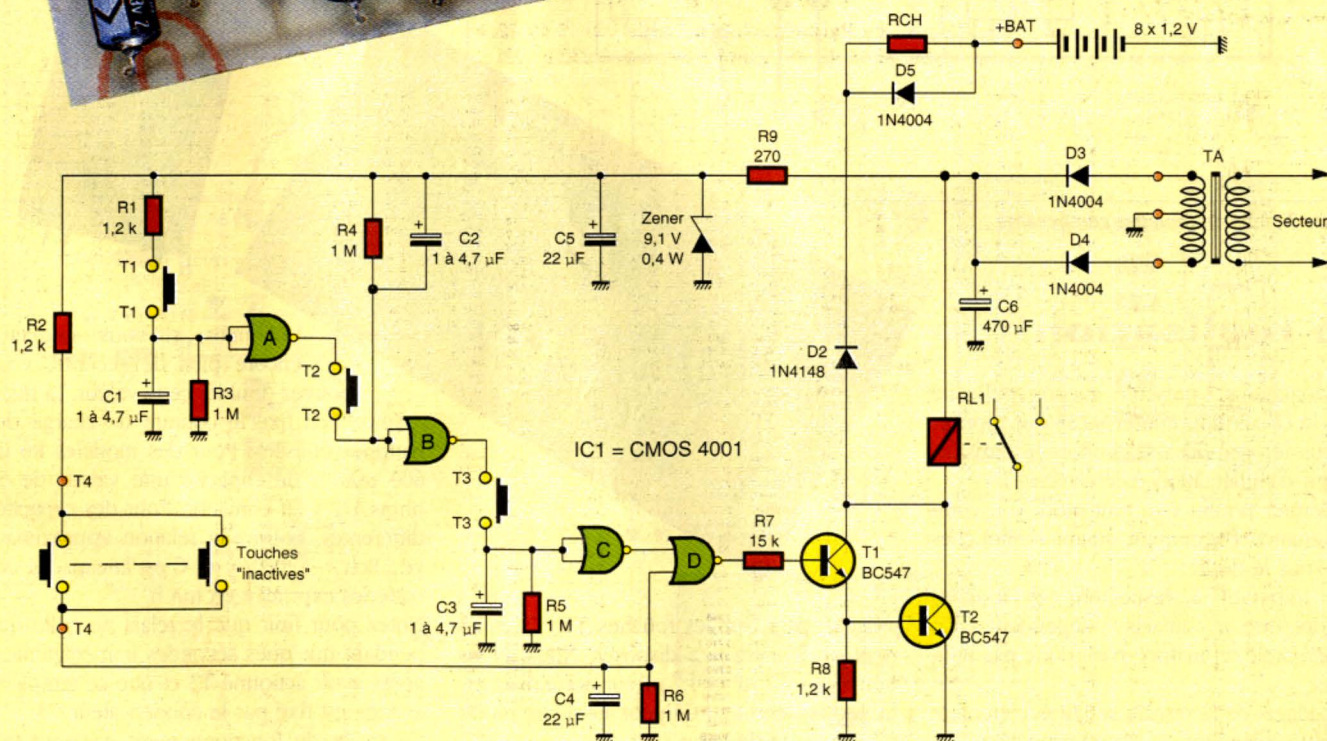 RCH
+BAT
8 x 1,2 V
D5
1N4004
R9
270
D3
1N4004
TA
Secteur
R1
1,2 k
R4
1 M
C2
1 à 4,7 µF
C5
22 µF
Zener
9,1 V
0,4 W
D4
1N4004
T1
T1
R2
1,2 k
A
T2
T2
C6
470 µF
D2
1N4148
C1
1 à 4,7 µF
R3
1 M
B
IC1 = CMOS 4001
RL1
T4
T3
T3
Touches
"inactives"
C
D
R7
15 k
T1
BC547
C3
1 à 4,7 µF
R5
1 M
T2
BC547
T4
C4
22 µF
R6
1 M
R8
1,2 k